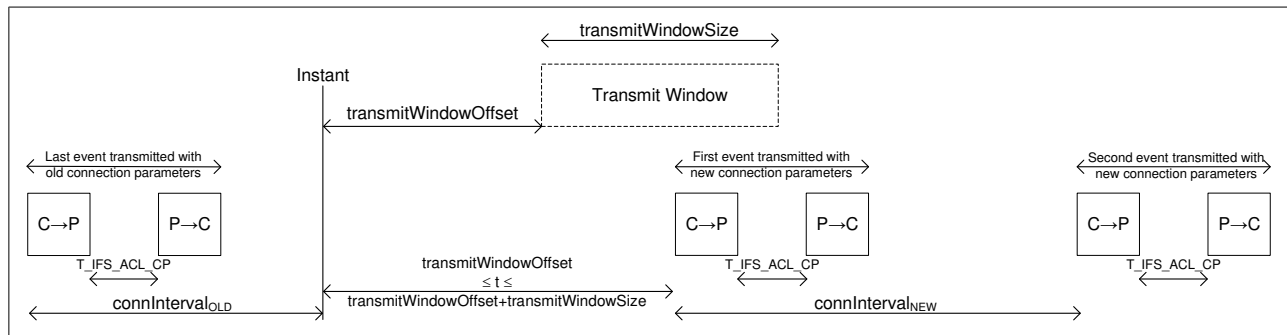 transmitWindowSize
Instant
Transmit Window
transmitWindowOffset
Last event transmitted with
old connection parameters
First event transmitted with
new connection parameters
Second event transmitted with
new connection parameters
C→P
P→C
C→P
P→C
C→P
P→C
T_IFS_ACL_CP
T_IFS_ACL_CP
T_IFS_ACL_CP
transmitWindowOffset
≤ t ≤
transmitWindowOffset+transmitWindowSize
connIntervalOLD
connIntervalNEW